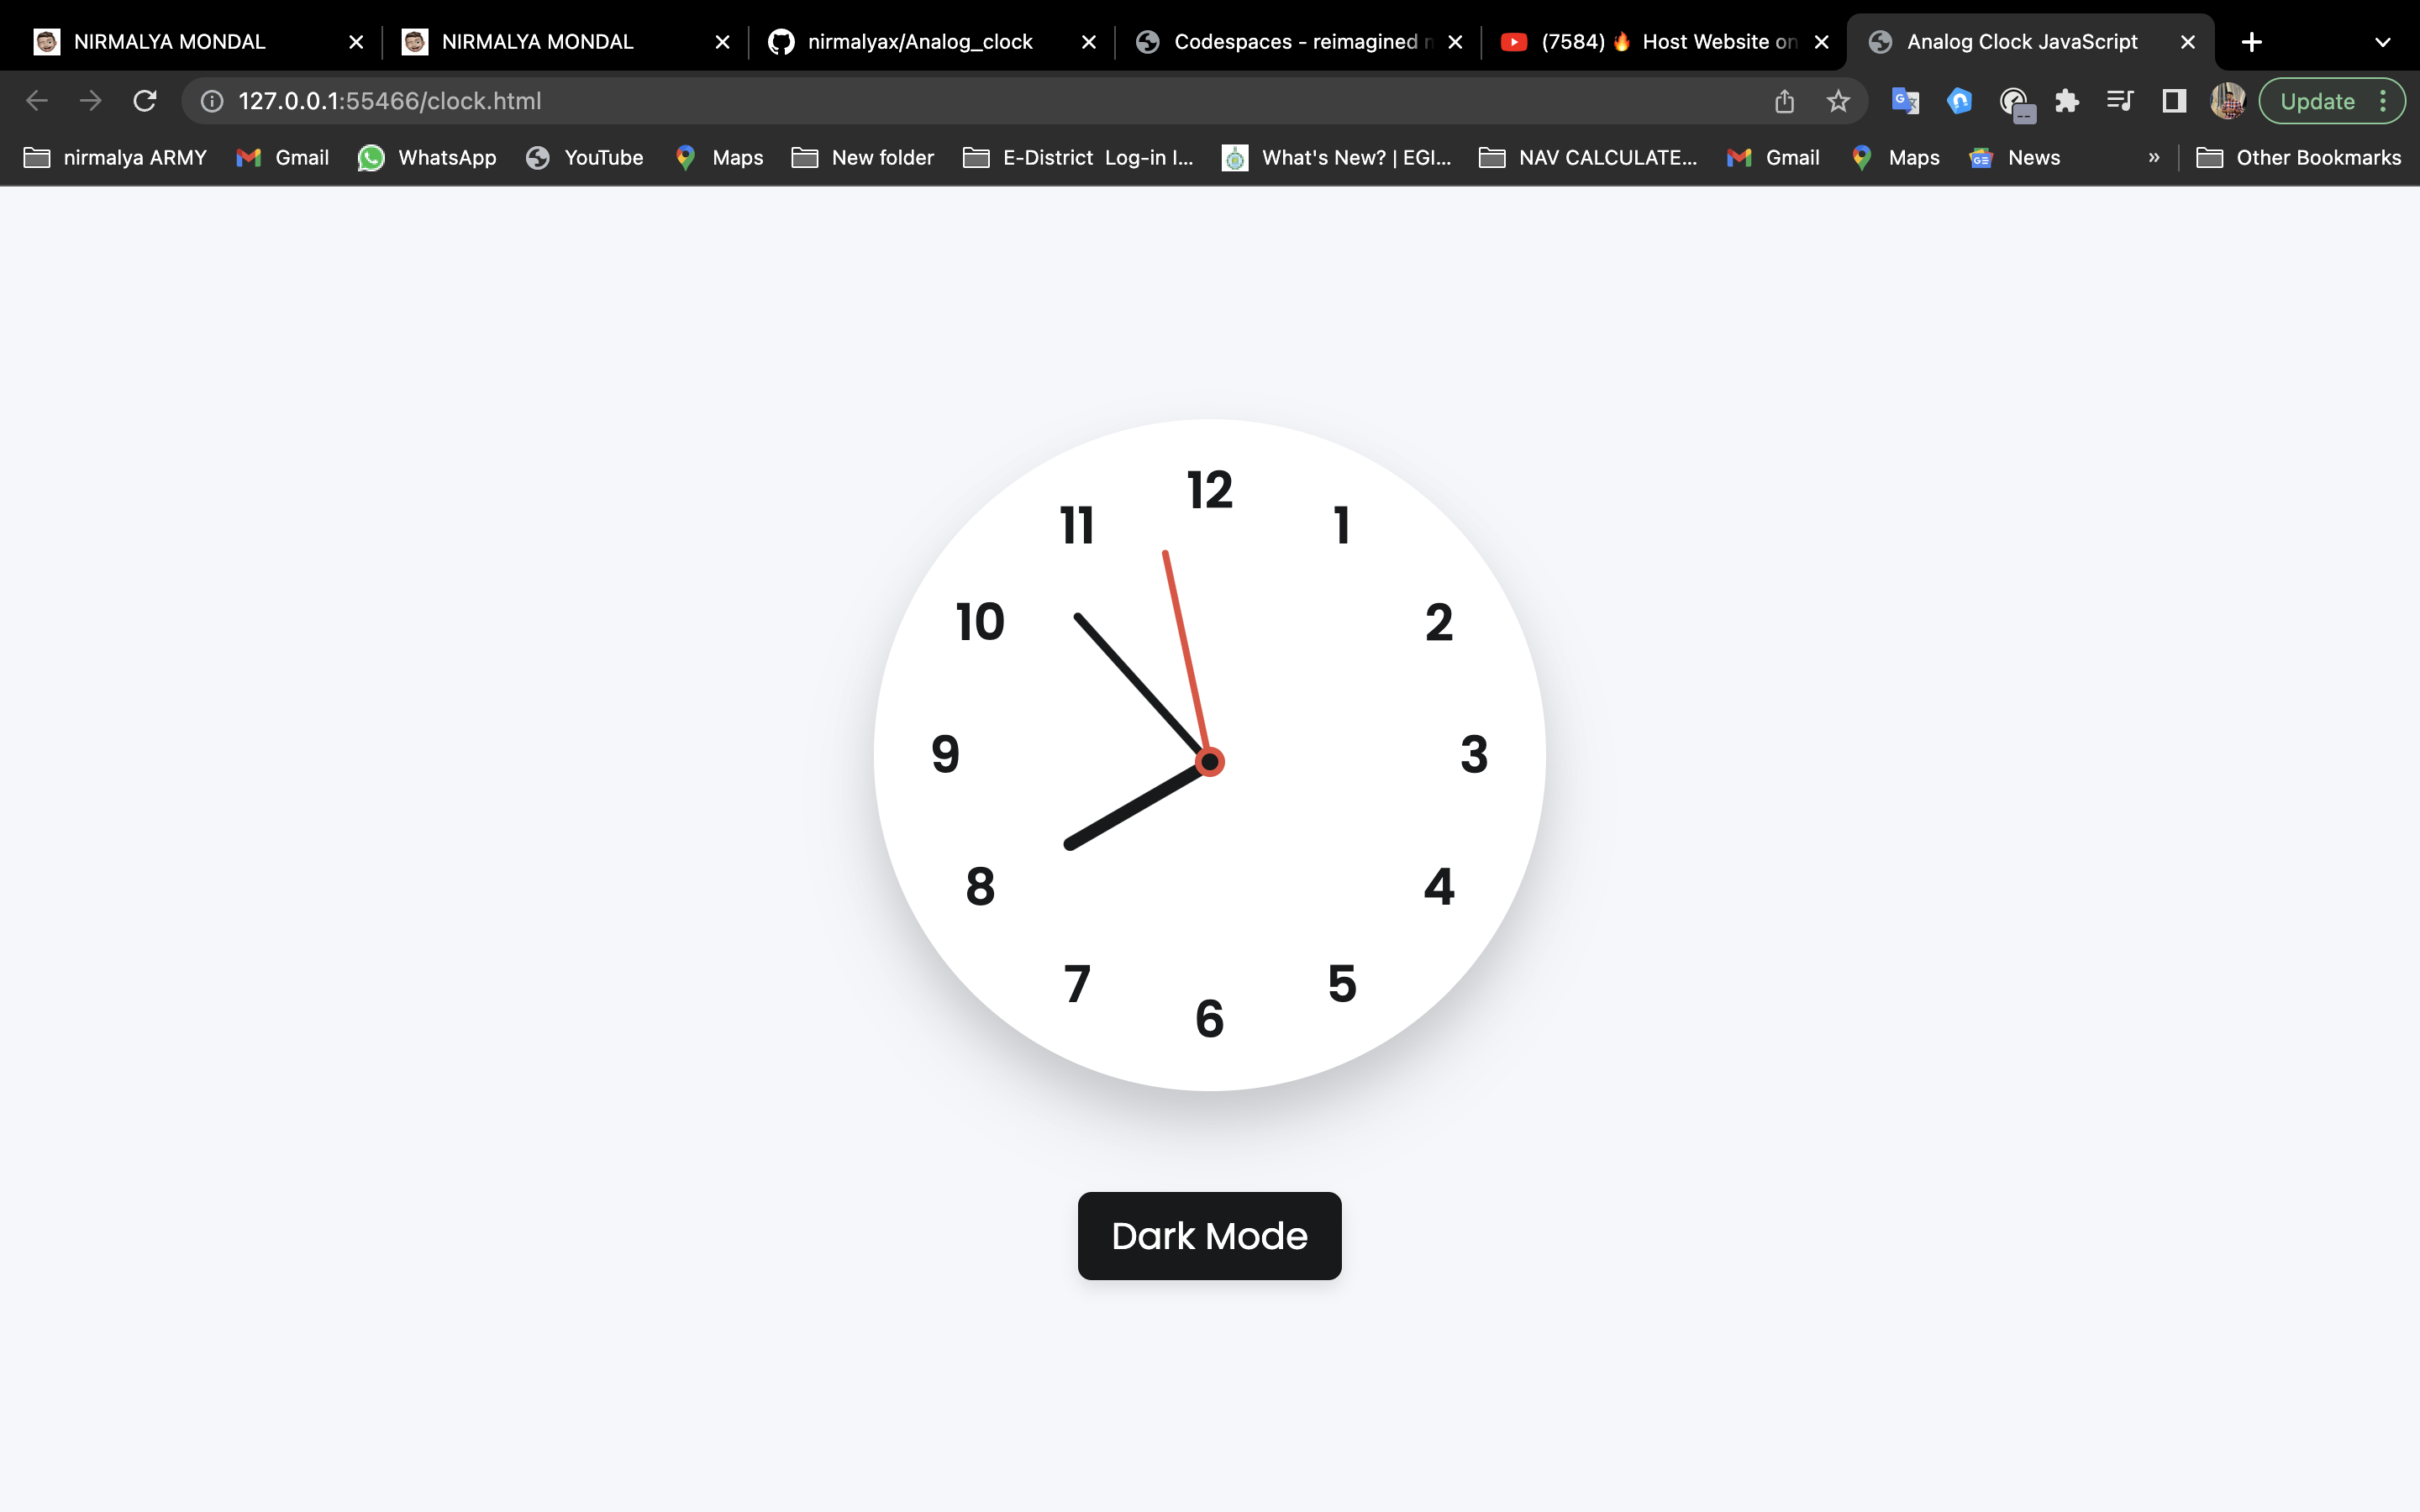 NIRMALYA MONDAL NIRMALYA MONDAL nirmalyax/Analog_clock Codespaces - reimagined (7584) 🔥 Host Website on Analog Clock JavaScript
127.0.0.1:55466/clock.html Update
nirmalya ARMY Gmail WhatsApp YouTube Maps New folder E-District Log-in I... What's New? | EGI... NAV CALCULATE... Gmail Maps News » Other Bookmarks
12
11 1
10 2
9 3
8 4
7 5
6
Dark Mode